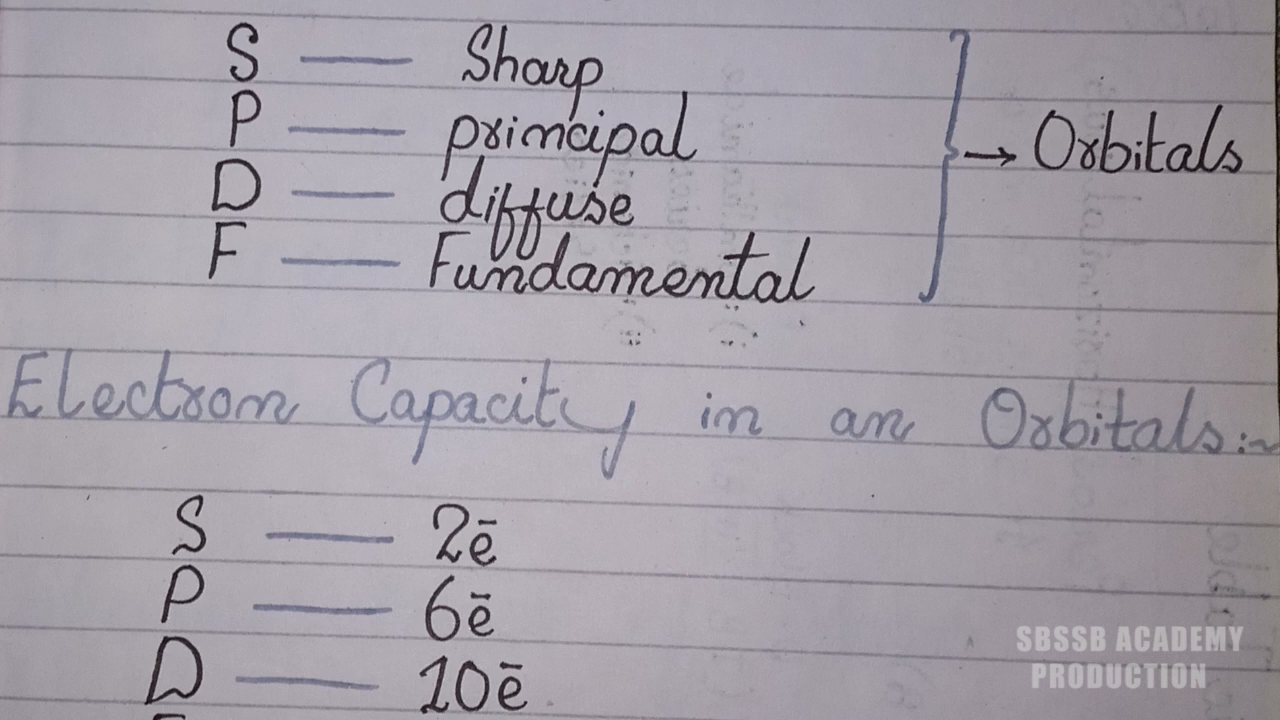 S — Sharp
P — principal
D — diffuse
F — Fundamental
} → Orbitals
Electron Capacity in an Orbitals:~
S — 2ē
P — 6ē
D — 10ē
SBSSB ACADEMY
PRODUCTION